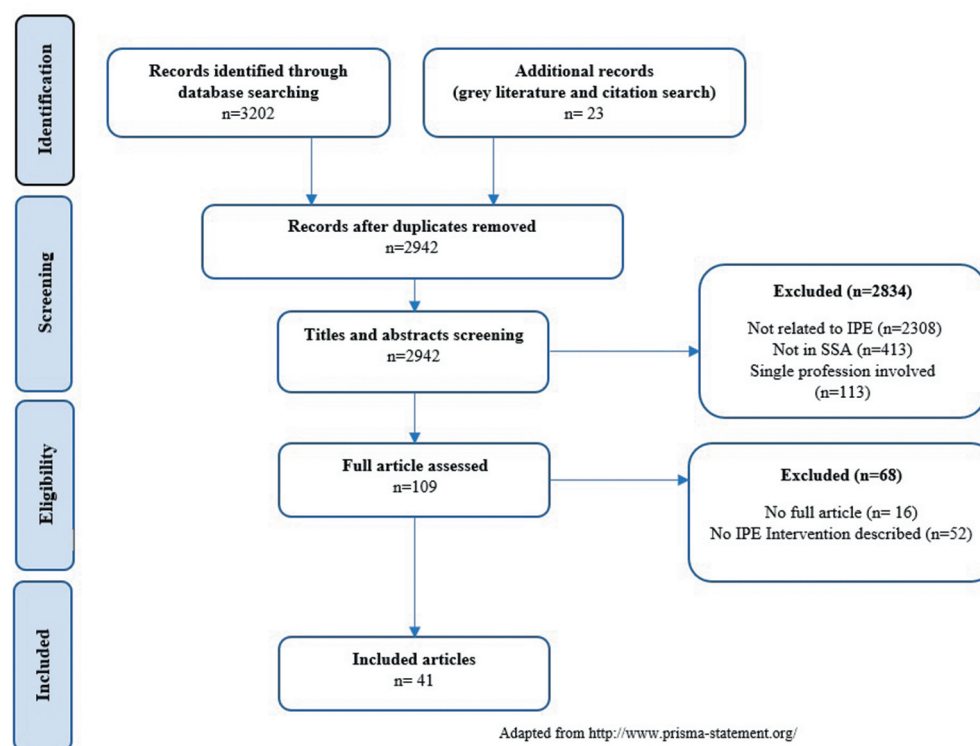 Identification
Records identified through
database searching
n=3202
Additional records
(grey literature and citation search)
n= 23
Screening
Records after duplicates removed
n=2942
Titles and abstracts screening
n=2942
Excluded (n=2834)
Not related to IPE (n=2308)
Not in SSA (n=413)
Single profession involved
(n=113)
Eligibility
Full article assessed
n=109
Excluded (n=68)
No full article (n= 16)
No IPE Intervention described (n=52)
Included
Included articles
n= 41
Adapted from http://www.prisma-statement.org/